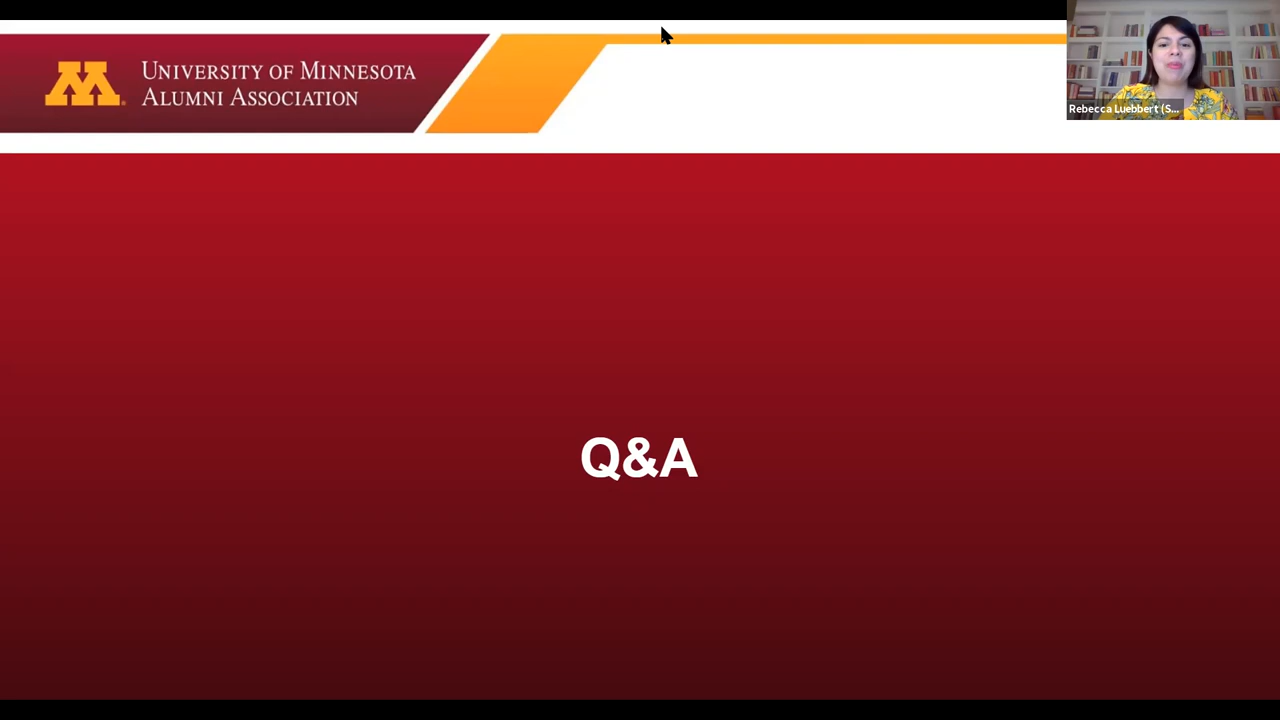 UNIVERSITY OF MINNESOTA
ALUMNI ASSOCIATION
Rebecca Luebbert (S...
Q&A